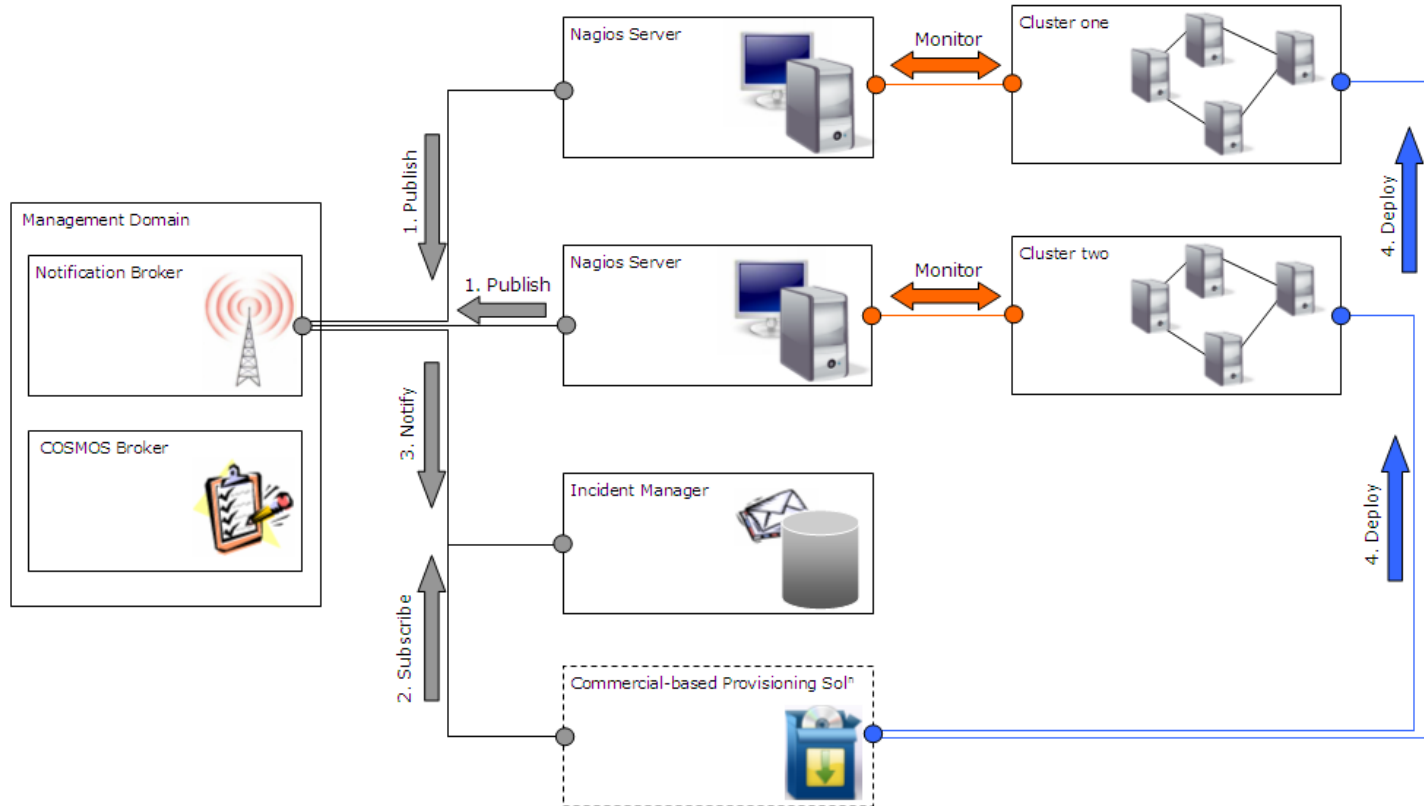 Nagios Server
Monitor
Cluster one
1. Publish
4. Deploy
Management Domain
Notification Broker
1. Publish
Nagios Server
Monitor
Cluster two
COSMOS Broker
3. Notify
Incident Manager
4. Deploy
2. Subscribe
Commercial-based Provisioning Solⁿ